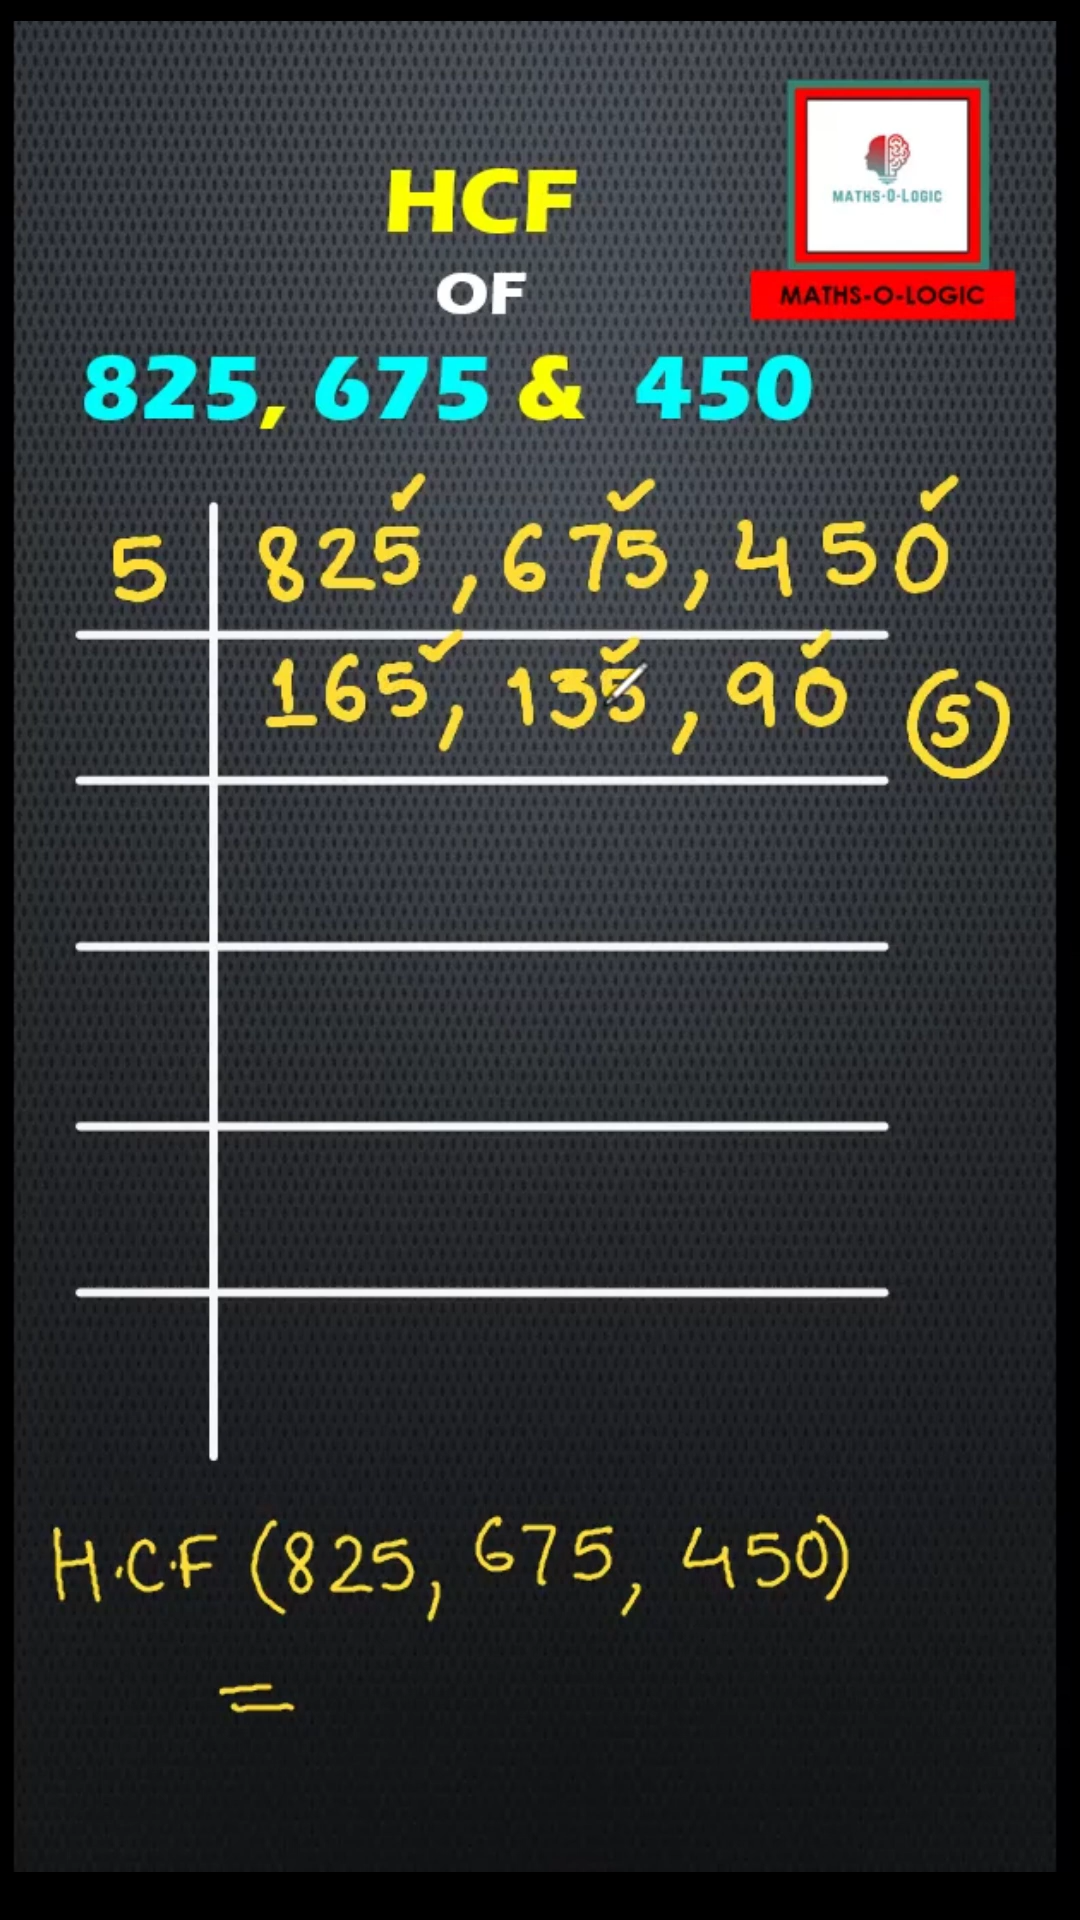 MATHS-O-LOGIC
MATHS-O-LOGIC
HCF
OF
825, 675 & 450
5 825, 675, 450
165, 135, 90 5
H.C.F (825, 675, 450)
=